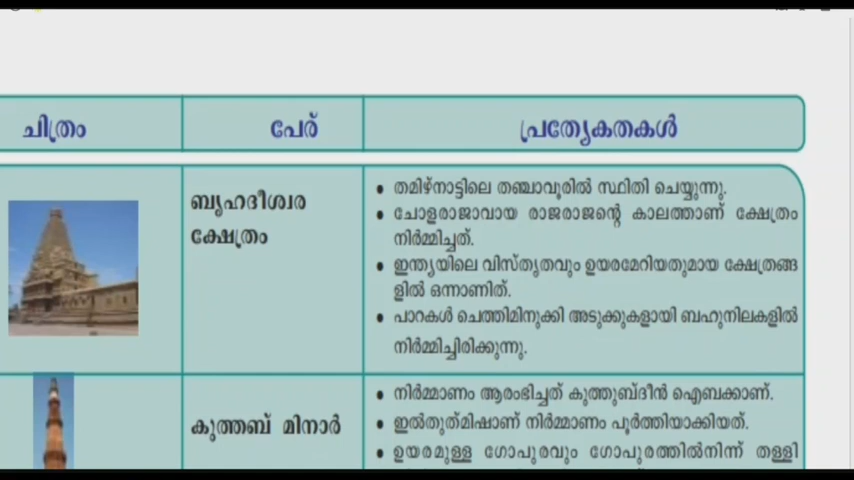 ചിത്രം
പേര്
പ്രത്യേകതകൾ
ബൃഹദീശ്വര
ക്ഷേത്രം
• തമിഴ്നാട്ടിലെ തഞ്ചാവൂരിൽ സ്ഥിതി ചെയ്യുന്നു.
• ചോളരാജാവായ രാജരാജന്റെ കാലത്താണ് ക്ഷേത്രം
നിർമ്മിച്ചത്.
• ഇന്ത്യയിലെ വിസ്തൃതവും ഉയരമേറിയതുമായ ക്ഷേത്രങ്ങ
ളിൽ ഒന്നാണിത്.
• പാറകൾ ചെത്തിമിനുക്കി അടുക്കുകളായി ബഹുനിലകളിൽ
നിർമ്മിച്ചിരിക്കുന്നു.
കുത്തബ് മിനാർ
• നിർമ്മാണം ആരംഭിച്ചത് കുത്തുബ്ദീൻ ഐബക്കാണ്.
• ഇൽതുത്മിഷാണ് നിർമ്മാണം പൂർത്തിയാക്കിയത്.
• ഉയരമുള്ള ഗോപുരവും ഗോപുരത്തിൽനിന്ന് തള്ളി